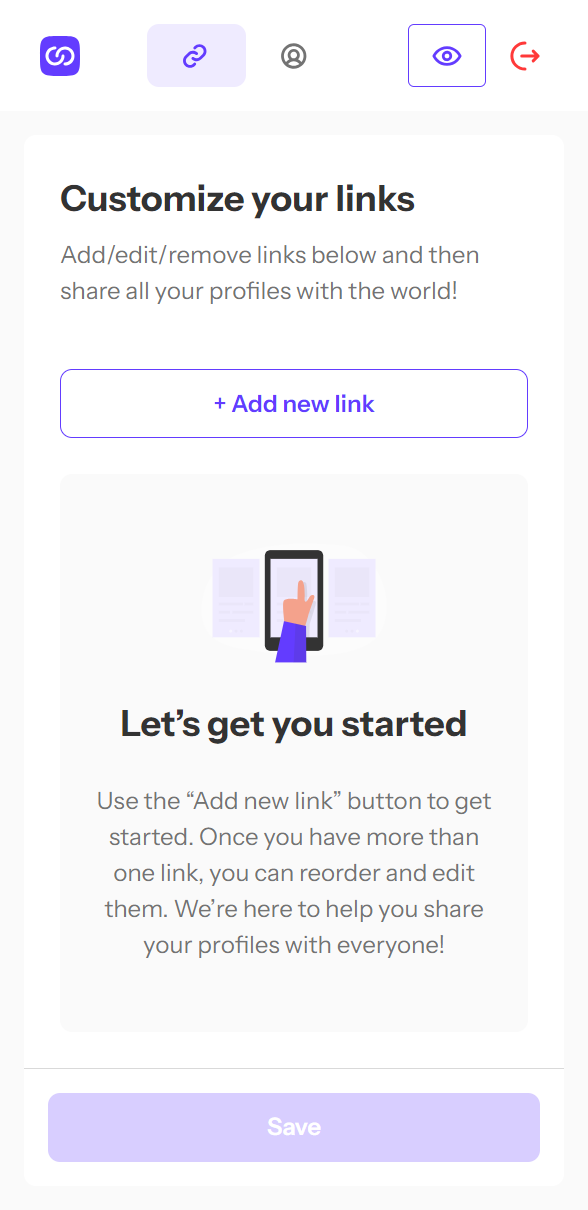 Customize your links
Add/edit/remove links below and then
share all your profiles with the world!
+ Add new link
Let’s get you started
Use the “Add new link” button to get
started. Once you have more than
one link, you can reorder and edit
them. We’re here to help you share
your profiles with everyone!
Save